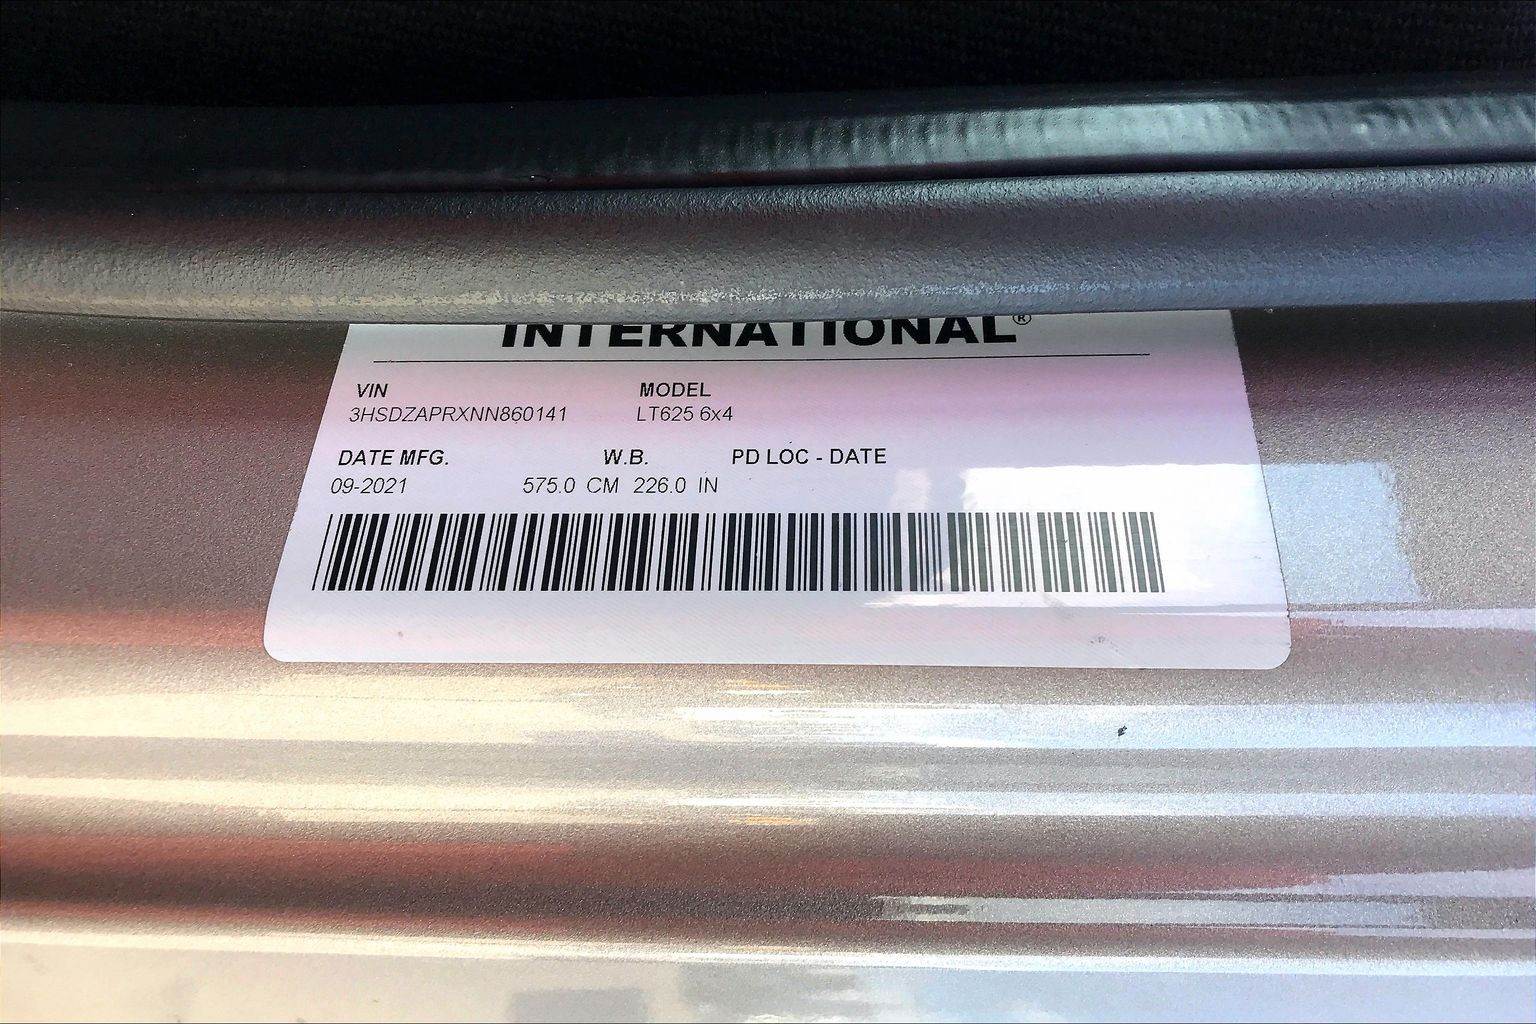 INTERNATIONAL®
VIN MODEL
3HSDZAPRXNN860141 LT625 6x4
DATE MFG. W.B. PD LOC - DATE
09-2021 575.0 CM 226.0 IN